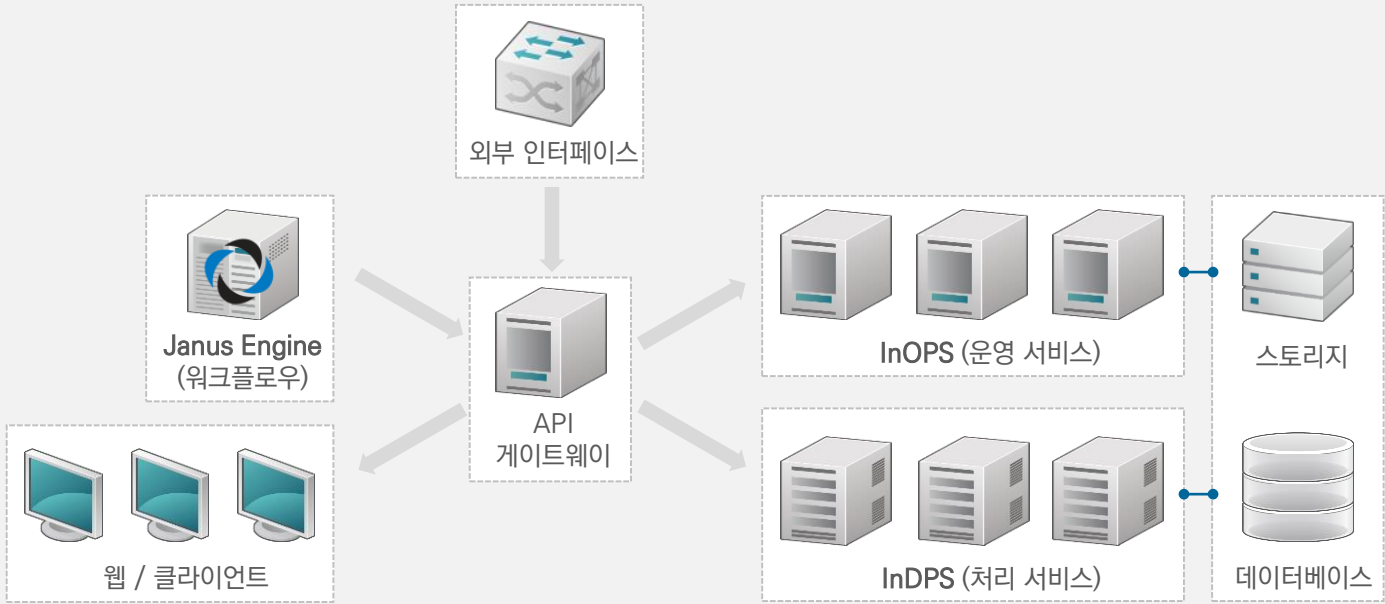 외부 인터페이스
Janus Engine
(워크플로우)
API
게이트웨이
InOPS (운영 서비스)
스토리지
웹 / 클라이언트
InDPS (처리 서비스)
데이터베이스